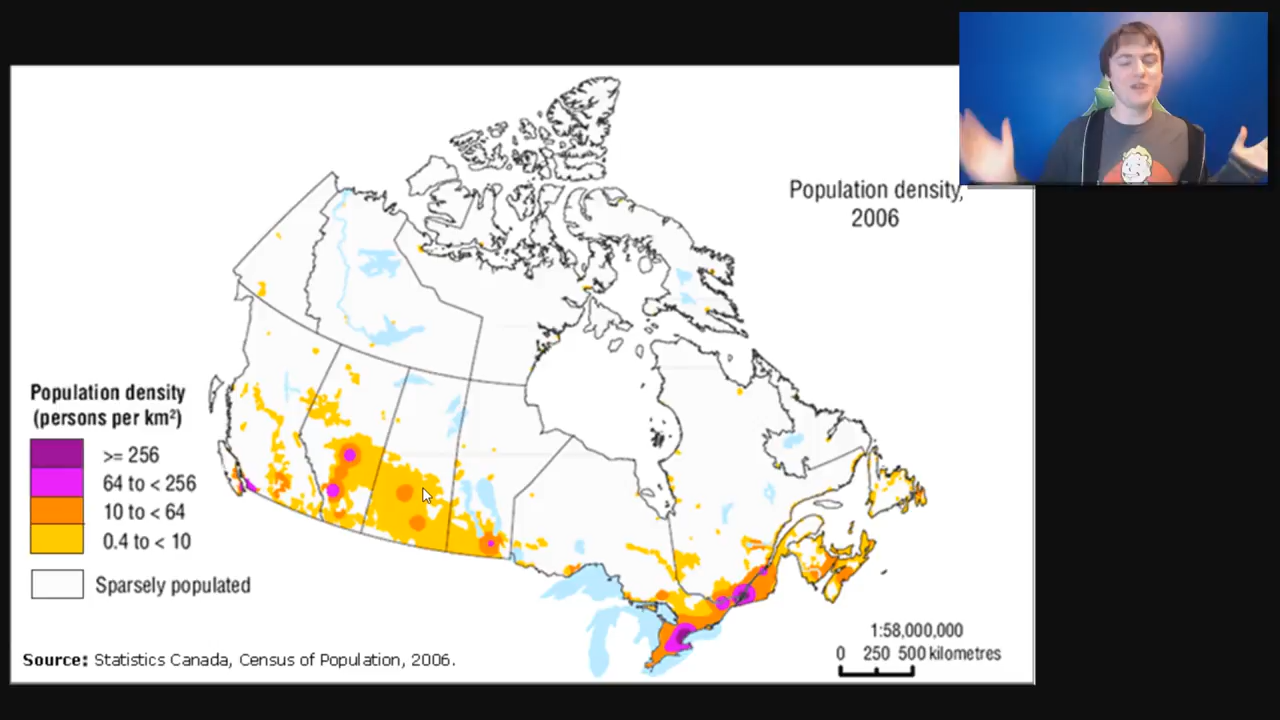 Population density,
2006
Population density
(persons per km²)
>= 256
64 to < 256
10 to < 64
0.4 to < 10
Sparsely populated
1:58,000,000
0 250 500 kilometres
Source: Statistics Canada, Census of Population, 2006.